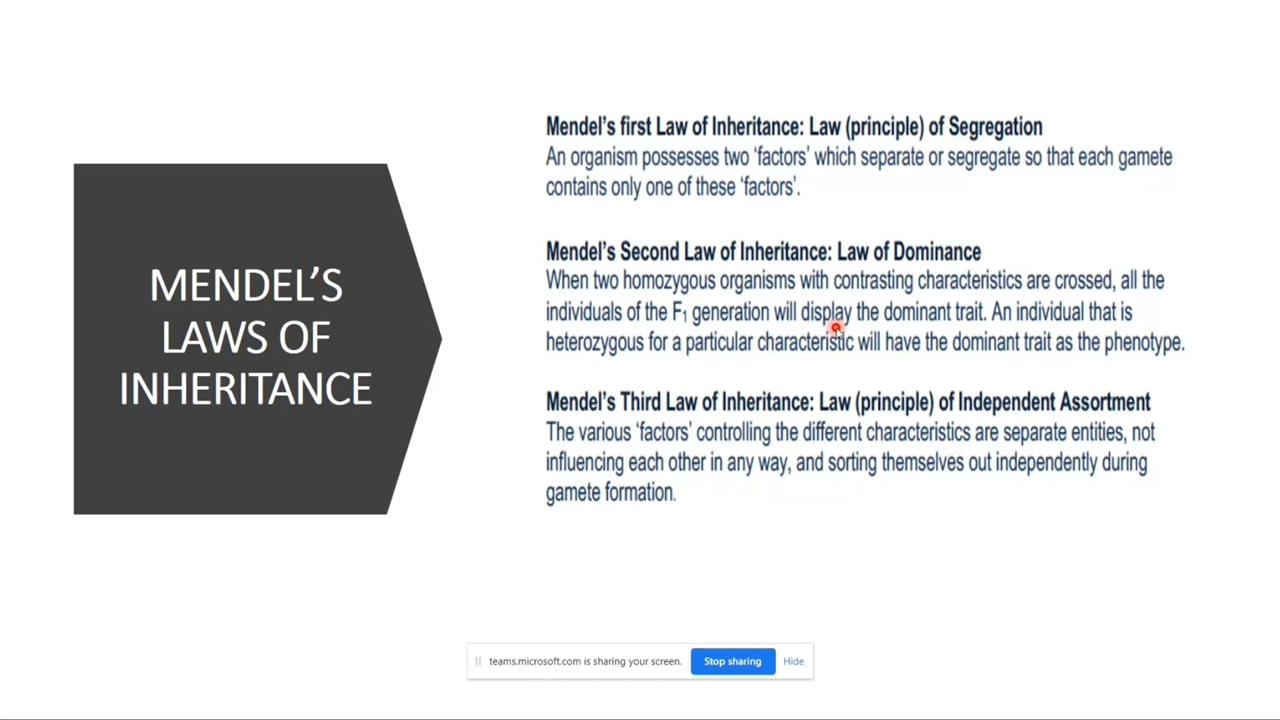 MENDEL’S
LAWS OF
INHERITANCE
Mendel’s first Law of Inheritance: Law (principle) of Segregation
An organism possesses two ‘factors’ which separate or segregate so that each gamete
contains only one of these ‘factors’.
Mendel’s Second Law of Inheritance: Law of Dominance
When two homozygous organisms with contrasting characteristics are crossed, all the
individuals of the F₁ generation will display the dominant trait. An individual that is
heterozygous for a particular characteristic will have the dominant trait as the phenotype.
Mendel’s Third Law of Inheritance: Law (principle) of Independent Assortment
The various ‘factors’ controlling the different characteristics are separate entities, not
influencing each other in any way, and sorting themselves out independently during
gamete formation.
teams.microsoft.com is sharing your screen. Stop sharing Hide